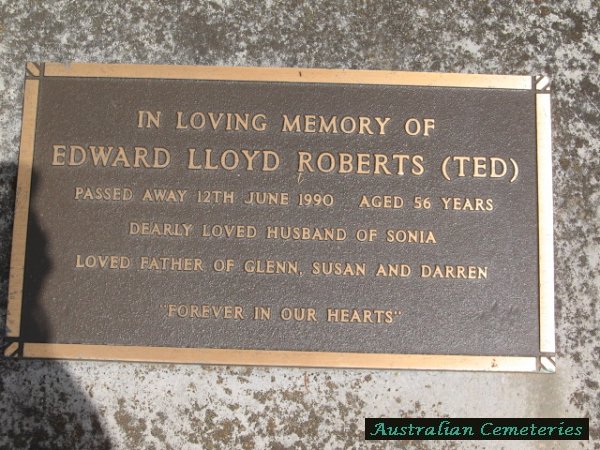 IN LOVING MEMORY OF
EDWARD LLOYD ROBERTS (TED)
PASSED AWAY 12TH JUNE 1990 AGED 56 YEARS
DEARLY LOVED HUSBAND OF SONIA
LOVED FATHER OF GLENN, SUSAN AND DARREN
"FOREVER IN OUR HEARTS"
Australian Cemeteries